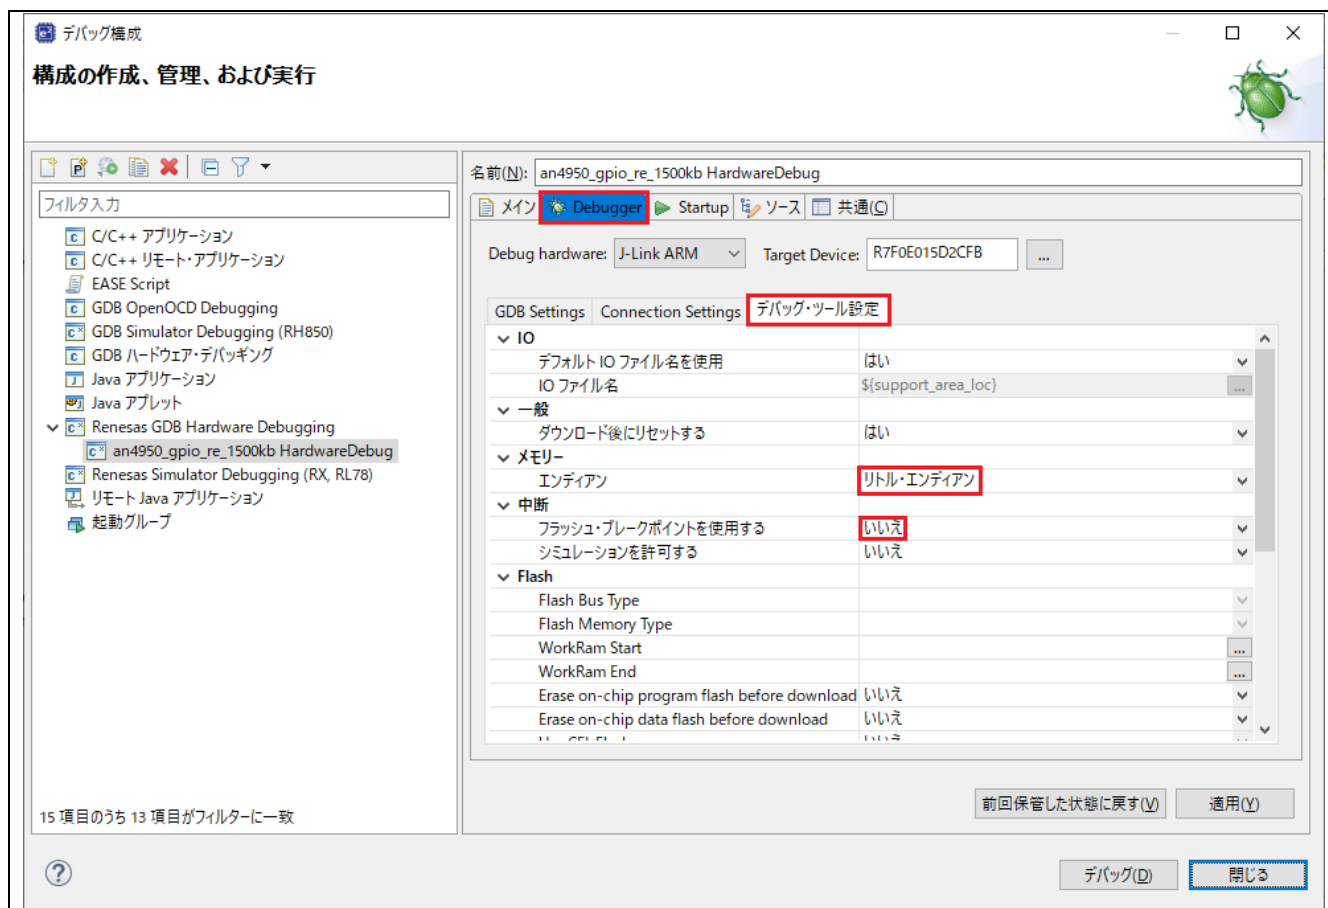 デバッグ構成
構成の作成、管理、および実行
フィルタ入力
C/C++ アプリケーション
C/C++ リモート・アプリケーション
EASE Script
GDB OpenOCD Debugging
GDB Simulator Debugging (RH850)
GDB ハードウェア・デバッギング
Java アプリケーション
Java アプレット
Renesas GDB Hardware Debugging
an4950_gpio_re_1500kb HardwareDebug
Renesas Simulator Debugging (RX, RL78)
リモート Java アプリケーション
起動グループ
15 項目のうち 13 項目がフィルターに一致
名前(N): an4950_gpio_re_1500kb HardwareDebug
メイン Debugger Startup ソース 共通(C)
Debug hardware: J-Link ARM Target Device: R7F0E015D2CFB ...
GDB Settings Connection Settings デバッグ・ツール設定
IO
デフォルト IO ファイル名を使用 はい
IO ファイル名 ${support_area_loc} ...
一般
ダウンロード後にリセットする はい
メモリー
エンディアン リトル・エンディアン
中断
フラッシュ・ブレークポイントを使用する いいえ
シミュレーションを許可する いいえ
Flash
Flash Bus Type
Flash Memory Type
WorkRam Start ...
WorkRam End ...
Erase on-chip program flash before download いいえ
Erase on-chip data flash before download いいえ
前回保管した状態に戻す(V) 適用(Y)
デバッグ(D) 閉じる